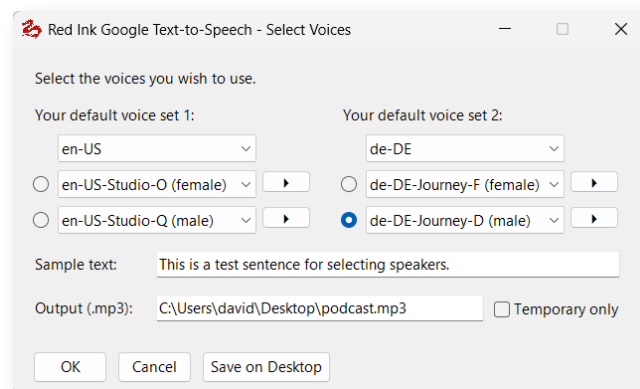 Red Ink Google Text-to-Speech - Select Voices
Select the voices you wish to use.
Your default voice set 1: Your default voice set 2:
en-US de-DE
en-US-Studio-O (female) de-DE-Journey-F (female)
en-US-Studio-Q (male) de-DE-Journey-D (male)
Sample text: This is a test sentence for selecting speakers.
Output (.mp3): C:\Users\david\Desktop\podcast.mp3 Temporary only
OK Cancel Save on Desktop